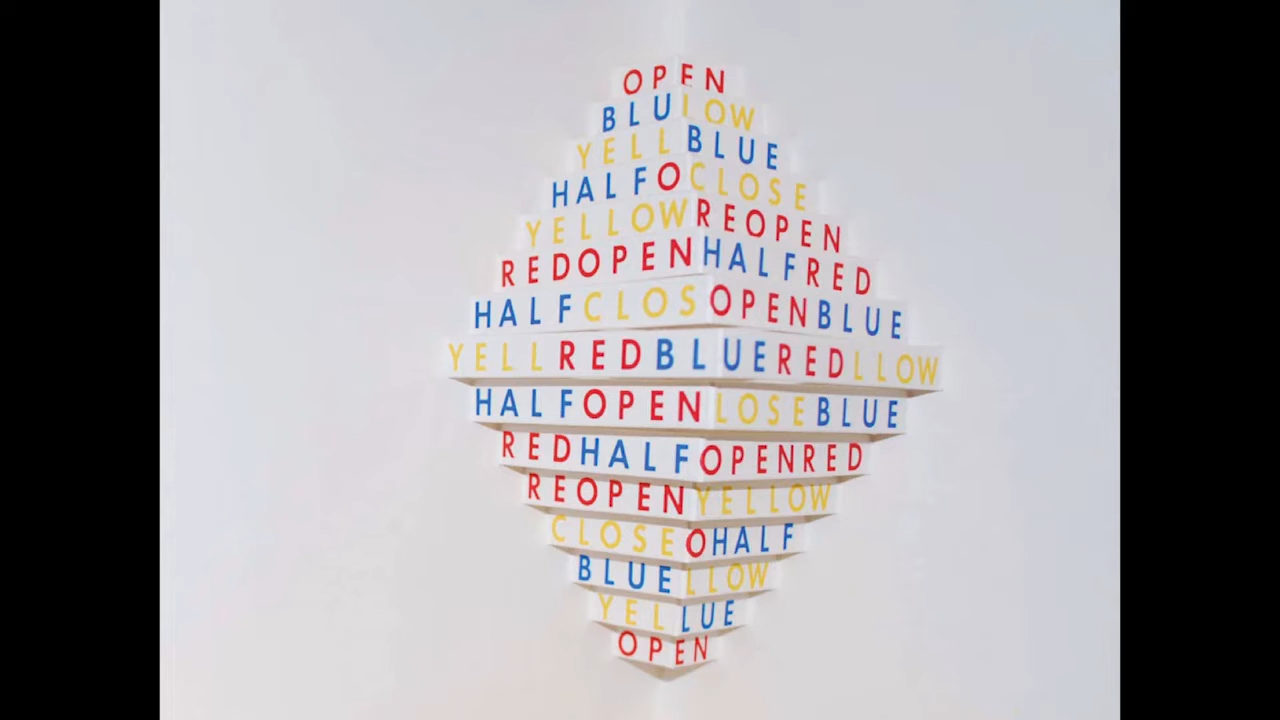 OPEN
BLULOW
YELLBLUE
HALFOCLOSE
YELLOWREOPEN
REDOPENHALFRED
HALFCLOSOPENBLUE
YELLREDBLUEREDLLOW
HALFOPENLOSEBLUE
REDHALFOPENRED
REOPENYELLOW
CLOSEOHALF
BLUELLOW
YELLUE
OPEN